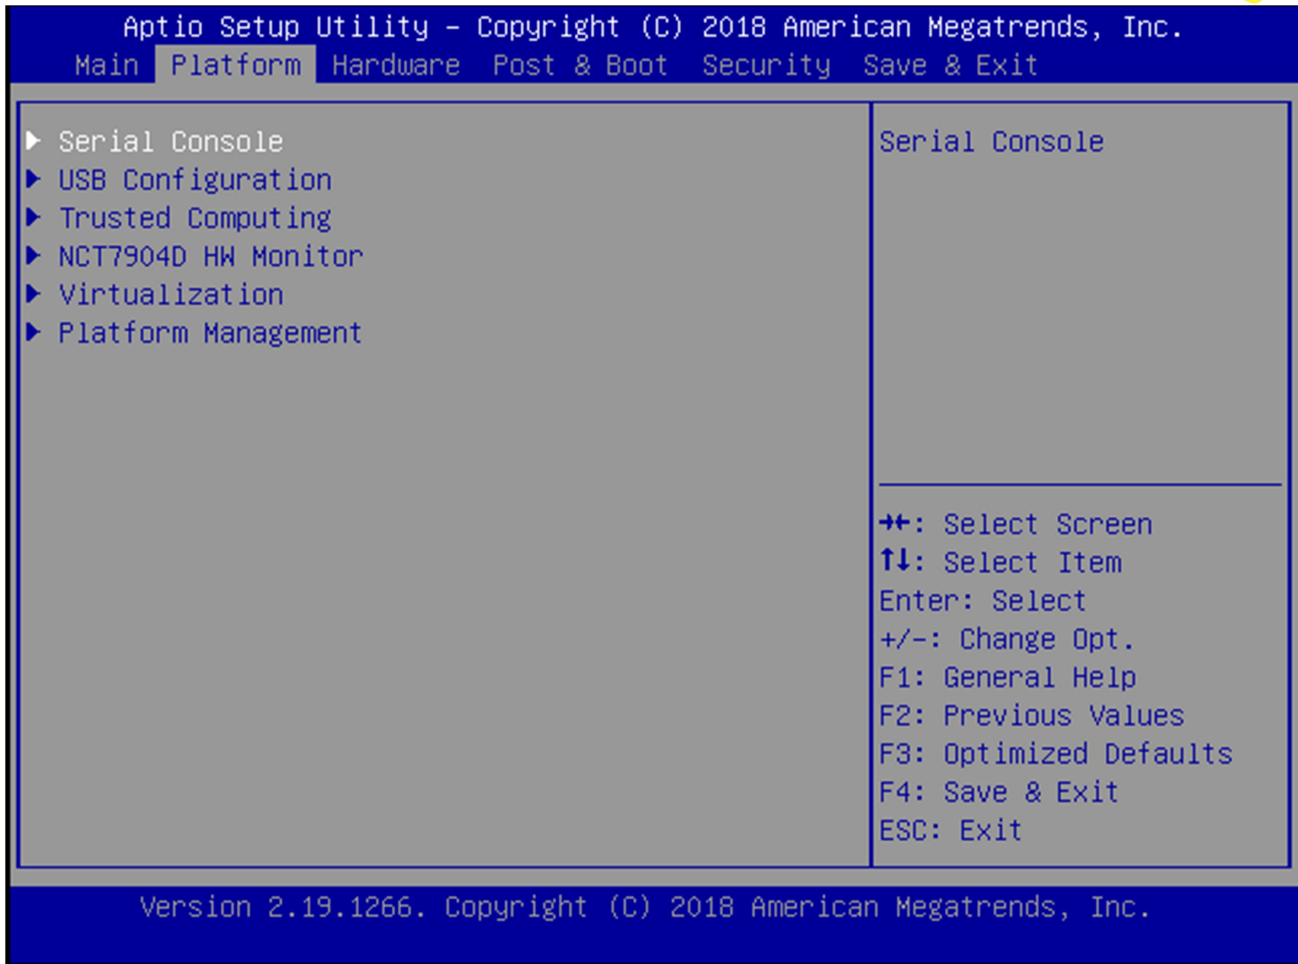 Aptio Setup Utility – Copyright (C) 2018 American Megatrends, Inc.
Main Platform Hardware Post & Boot Security Save & Exit
Serial Console
USB Configuration
Trusted Computing
NCT7904D HW Monitor
Virtualization
Platform Management
Serial Console
→←: Select Screen
↑↓: Select Item
Enter: Select
+/-: Change Opt.
F1: General Help
F2: Previous Values
F3: Optimized Defaults
F4: Save & Exit
ESC: Exit
Version 2.19.1266. Copyright (C) 2018 American Megatrends, Inc.